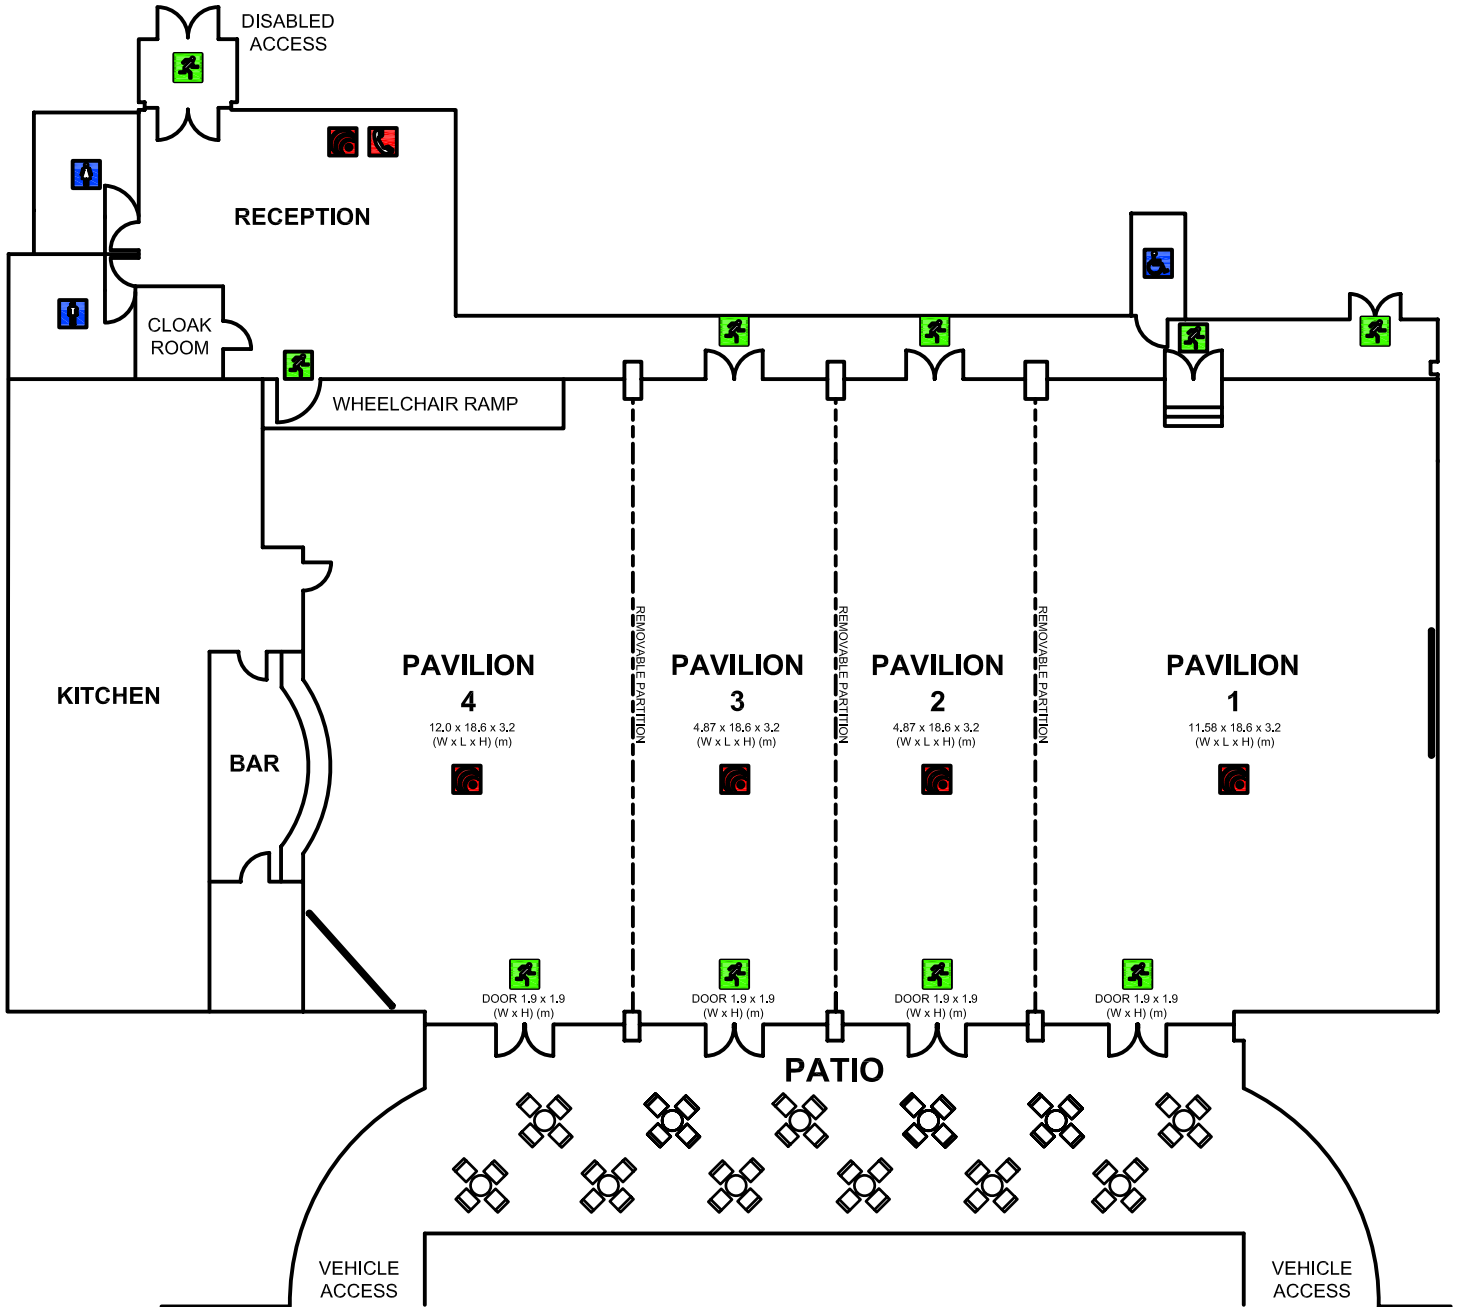 DISABLED
ACCESS
RECEPTION
CLOAK
ROOM
WHEELCHAIR RAMP
REMOVABLE PARTITION
REMOVABLE PARTITION
REMOVABLE PARTITION
KITCHEN
BAR
PAVILION
4
12.0 x 18.6 x 3.2
(W x L x H) (m)
PAVILION
3
4.87 x 18.6 x 3.2
(W x L x H) (m)
PAVILION
2
4.87 x 18.6 x 3.2
(W x L x H) (m)
PAVILION
1
11.58 x 18.6 x 3.2
(W x L x H) (m)
DOOR 1.9 x 1.9
(W x H) (m)
DOOR 1.9 x 1.9
(W x H) (m)
DOOR 1.9 x 1.9
(W x H) (m)
DOOR 1.9 x 1.9
(W x H) (m)
PATIO
VEHICLE
ACCESS
VEHICLE
ACCESS